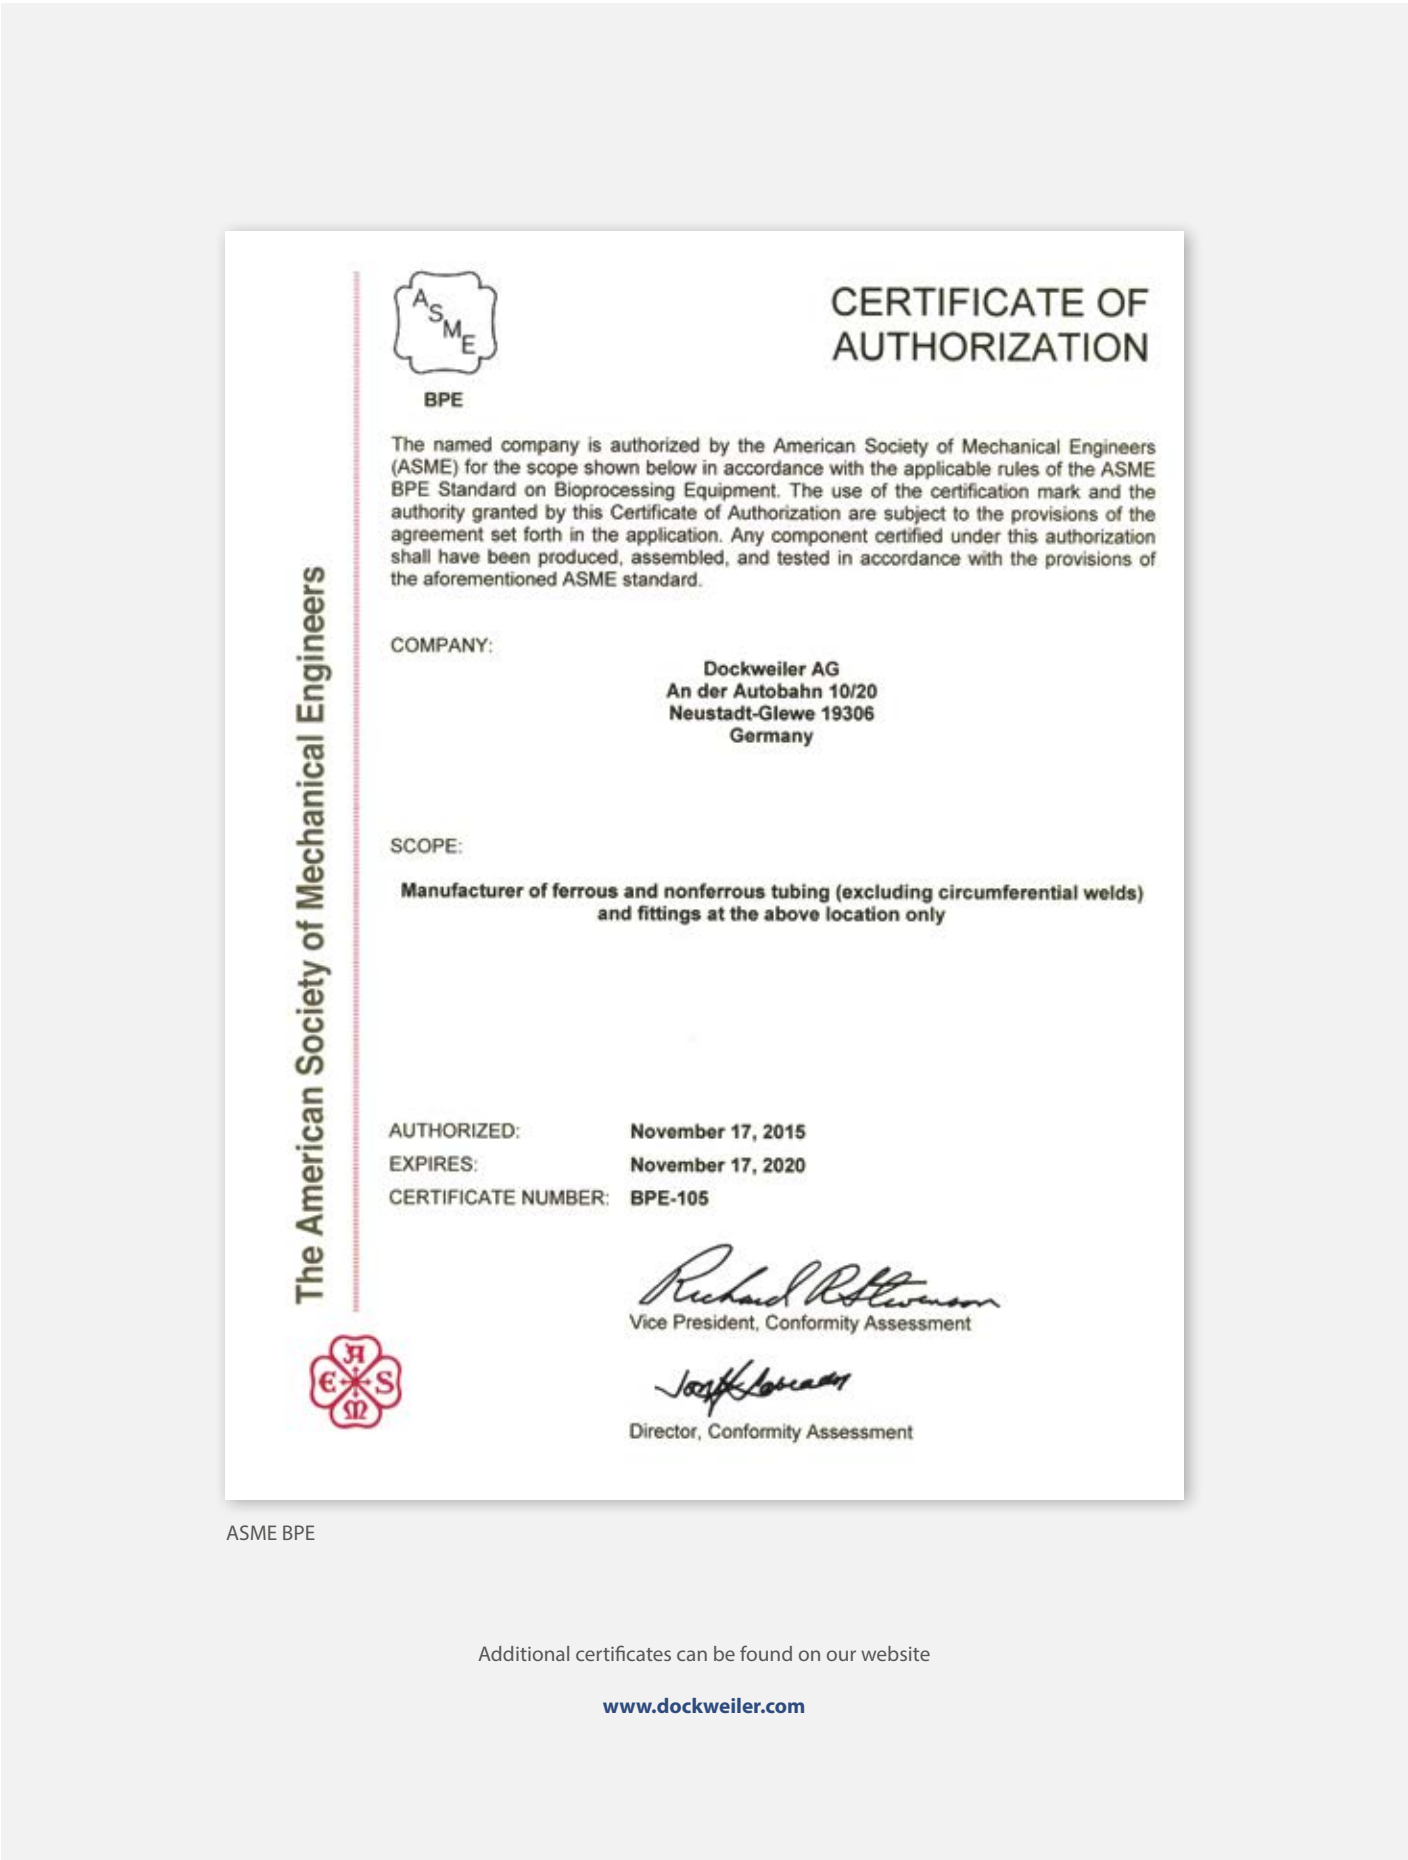 A
S
M
E
BPE
CERTIFICATE OF
AUTHORIZATION
The named company is authorized by the American Society of Mechanical Engineers
(ASME) for the scope shown below in accordance with the applicable rules of the ASME
BPE Standard on Bioprocessing Equipment. The use of the certification mark and the
authority granted by this Certificate of Authorization are subject to the provisions of the
agreement set forth in the application. Any component certified under this authorization
shall have been produced, assembled, and tested in accordance with the provisions of
the aforementioned ASME standard.
The American Society of Mechanical Engineers
COMPANY:
Dockweiler AG
An der Autobahn 10/20
Neustadt-Glewe 19306
Germany
SCOPE:
Manufacturer of ferrous and nonferrous tubing (excluding circumferential welds)
and fittings at the above location only
AUTHORIZED: November 17, 2015
EXPIRES: November 17, 2020
CERTIFICATE NUMBER: BPE-105
Richard R Stevenson
Vice President, Conformity Assessment
Director, Conformity Assessment
A
E S
M
ASME BPE
Additional certificates can be found on our website
www.dockweiler.com